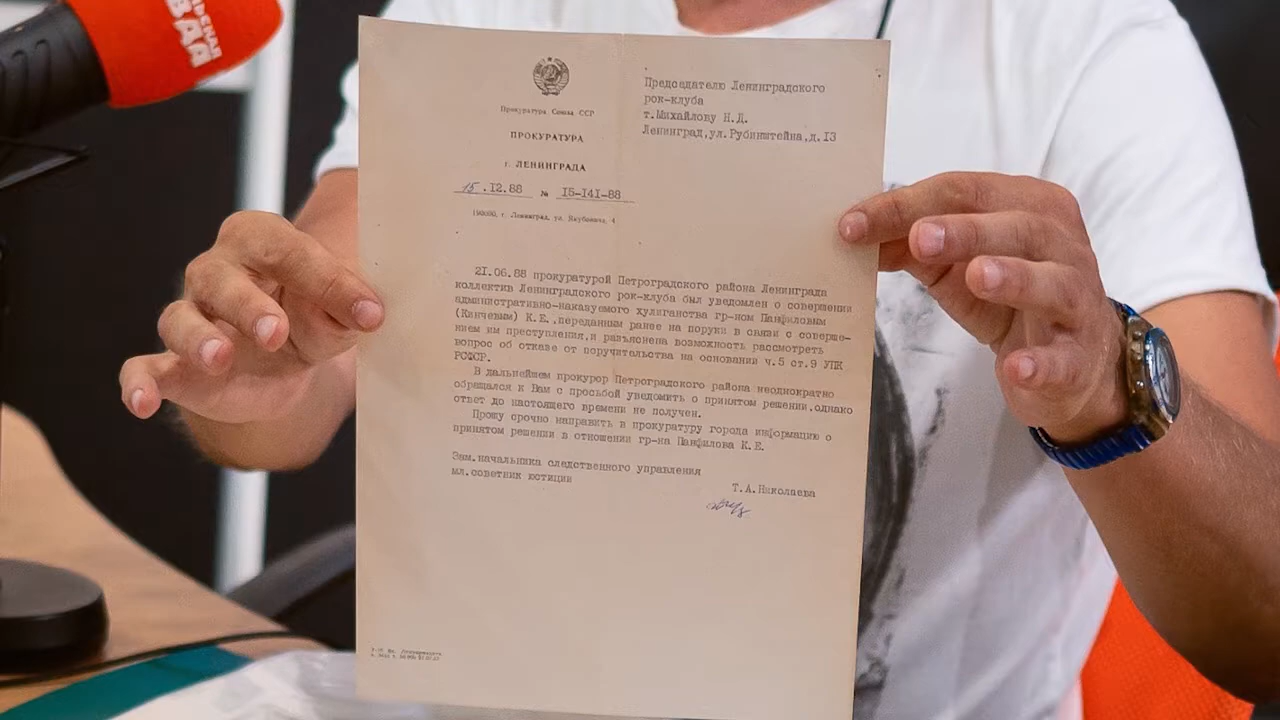 Прокуратура Союза ССР
ПРОКУРАТУРА
г. ЛЕНИНГРАДА
15.12.88 № I5-I4I-88
190000, г. Ленинград, ул. Якубовича, 4
Председателю Ленинградского
рок-клуба
т.Михайлову Н.Д.
Ленинград,ул.Рубинштейна,д.I3
2I.06.88 прокуратурой Петроградского района Ленинграда
коллектив Ленинградского рок-клуба был уведомлен о совершении
административно-наказуемого хулиганства гр-ном Панфиловым
(Кинчевым) К.Е.,переданным ранее на поруки в связи с соверше-
нием им преступления,и разъяснена возможность рассмотреть
вопрос об отказе от поручительства на основании ч.5 ст.9 УПК
РСФСР.
В дальнейшем прокурор Петроградского района неоднократно
обращался к Вам с просьбой уведомить о принятом решении,однако
ответ до настоящего времени не получен.
Прошу срочно направить в прокуратуру города информацию о
принятом решении в отношении гр-на Панфилова К.Е.
Зам.начальника следственного управления
мл.советник юстиции
Т.А.Николаева